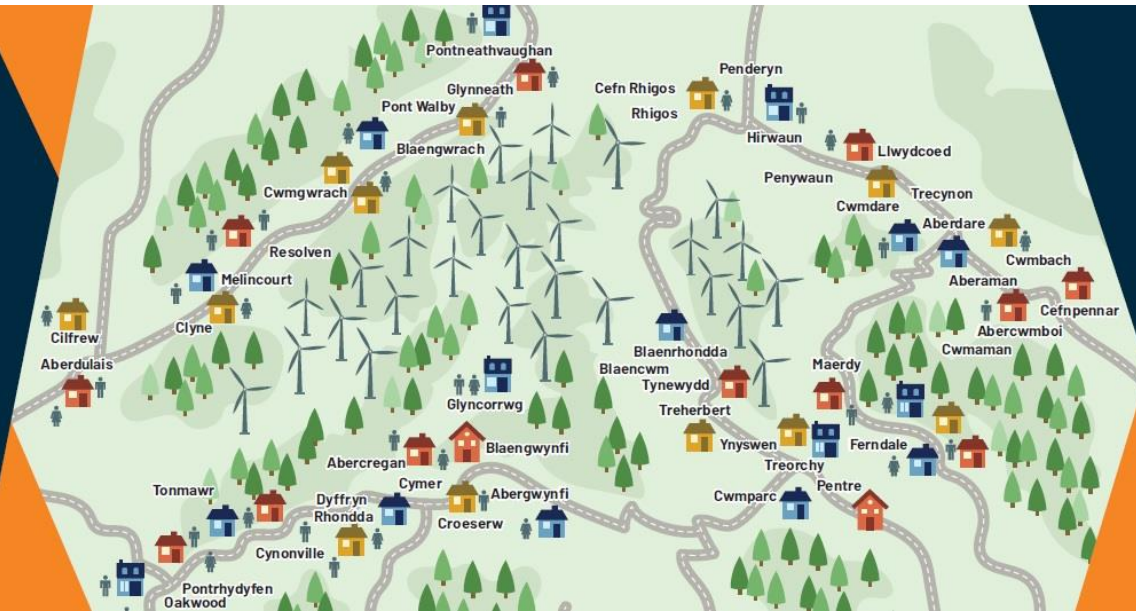 Pontneathvaughan
Glynneath
Pont Walby
Blaengwrach
Cwmgwrach
Resolven
Melincourt
Clyne
Cilfrew
Aberdulais
Cefn Rhigos
Rhigos
Penderyn
Hirwaun
Llwydcoed
Penywaun
Trecynon
Cwmdare
Aberdare
Cwmbach
Aberaman
Cefnpennar
Abercwmboi
Cwmaman
Blaenrhondda
Blaencwm
Tynewydd
Maerdy
Treherbert
Glyncorrwg
Ynyswen
Ferndale
Blaengwynfi
Abercregan
Treorchy
Cymer
Pentre
Tonmawr
Dyffryn
Rhondda
Abergwynfi
Cwmparc
Croeserw
Cynonville
Pontrhydyfen
Oakwood